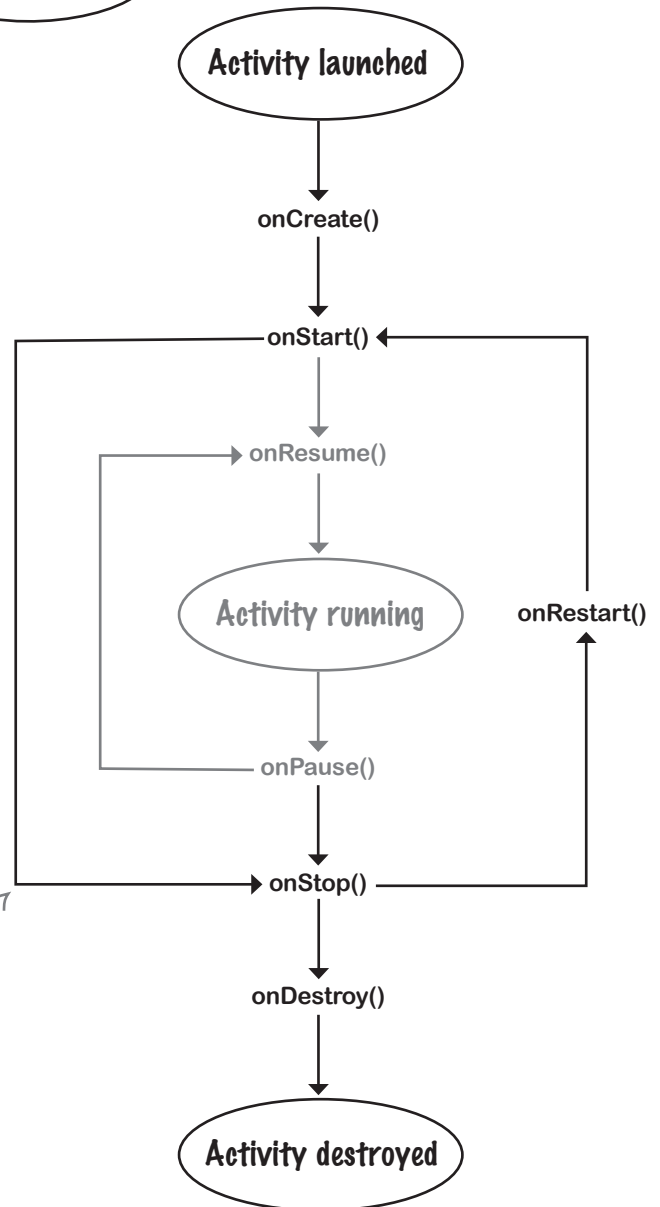 Activity launched
onCreate()
onStart()
onResume()
Activity running
onRestart()
onPause()
onStop()
onDestroy()
Activity destroyed